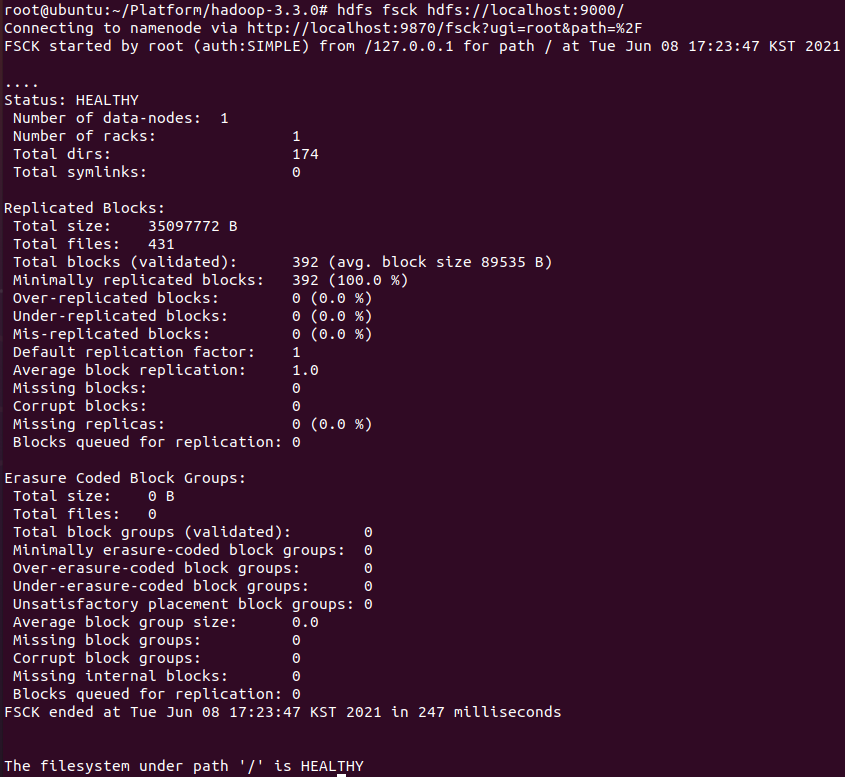 root@ubuntu:~/Platform/hadoop-3.3.0# hdfs fsck hdfs://localhost:9000/
Connecting to namenode via http://localhost:9870/fsck?ugi=root&path=%2F
FSCK started by root (auth:SIMPLE) from /127.0.0.1 for path / at Tue Jun 08 17:23:47 KST 2021

....
Status: HEALTHY
 Number of data-nodes:  1
 Number of racks:               1
 Total dirs:                    174
 Total symlinks:                0

Replicated Blocks:
 Total size:    35097772 B
 Total files:   431
 Total blocks (validated):      392 (avg. block size 89535 B)
 Minimally replicated blocks:   392 (100.0 %)
 Over-replicated blocks:        0 (0.0 %)
 Under-replicated blocks:       0 (0.0 %)
 Mis-replicated blocks:         0 (0.0 %)
 Default replication factor:    1
 Average block replication:     1.0
 Missing blocks:                0
 Corrupt blocks:                0
 Missing replicas:              0 (0.0 %)
 Blocks queued for replication: 0

Erasure Coded Block Groups:
 Total size:    0 B
 Total files:   0
 Total block groups (validated):        0
 Minimally erasure-coded block groups:  0
 Over-erasure-coded block groups:       0
 Under-erasure-coded block groups:      0
 Unsatisfactory placement block groups: 0
 Average block group size:      0.0
 Missing block groups:          0
 Corrupt block groups:          0
 Missing internal blocks:       0
 Blocks queued for replication: 0
FSCK ended at Tue Jun 08 17:23:47 KST 2021 in 247 milliseconds


The filesystem under path '/' is HEALTHY